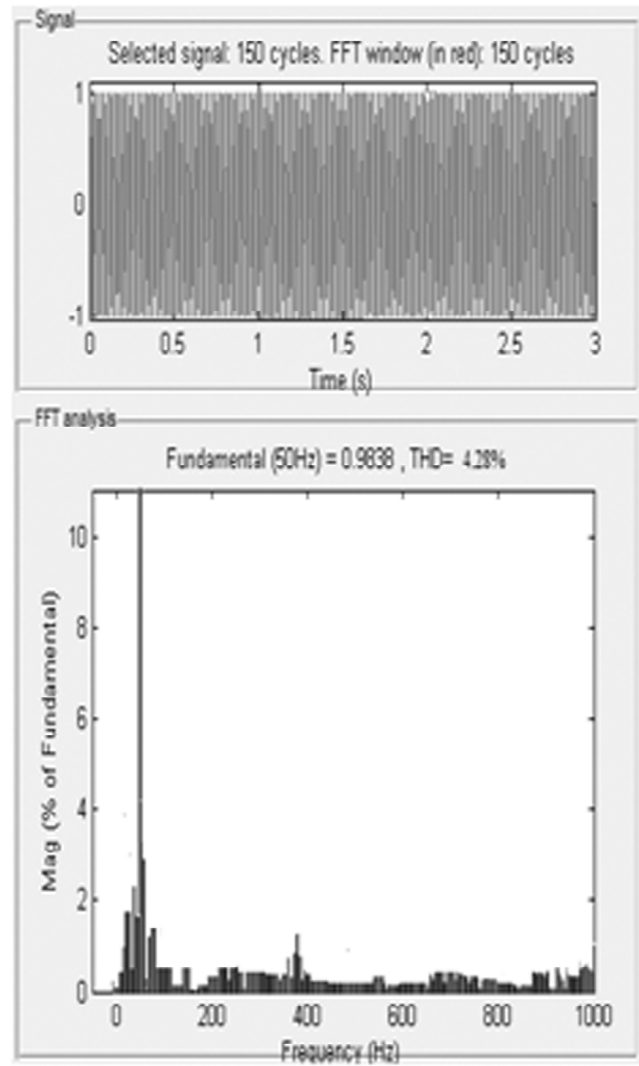 Signal
Selected signal: 150 cycles. FFT window (in red): 150 cycles
1
0
-1
0 0.5 1 1.5 2 2.5 3
Time (s)
FFT analysis
Fundamental (50Hz) = 0.9838 , THD= 4.28%
10
8
6
4
2
0
Mag (% of Fundamental)
0 200 400 600 800 1000
Frequency (Hz)